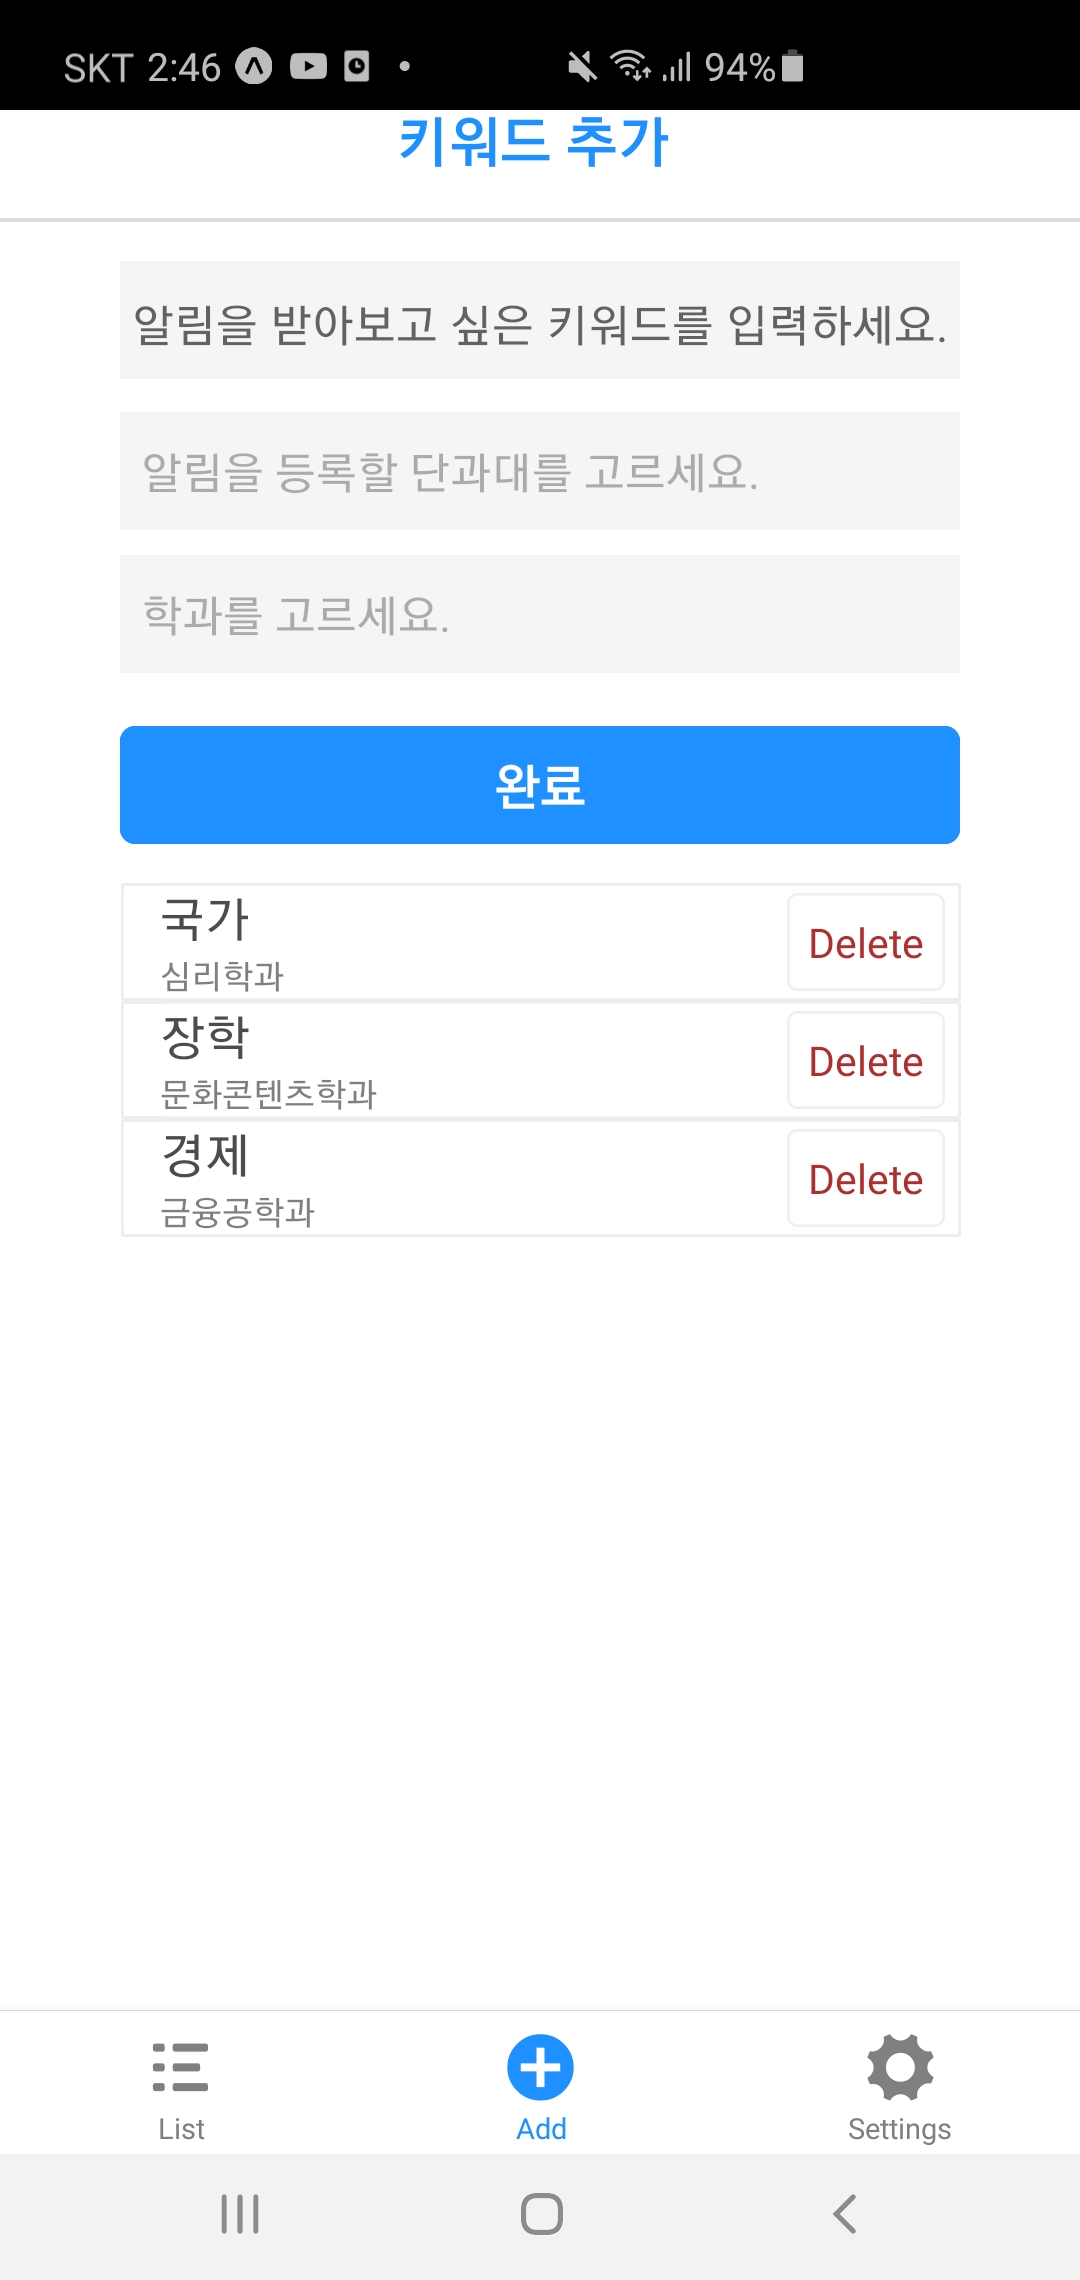 SKT 2:46 94%
키워드 추가
알림을 받아보고 싶은 키워드를 입력하세요.
알림을 등록할 단과대를 고르세요.
학과를 고르세요.
완료
국가
심리학과
Delete
장학
문화콘텐츠학과
Delete
경제
금융공학과
Delete
List Add Settings